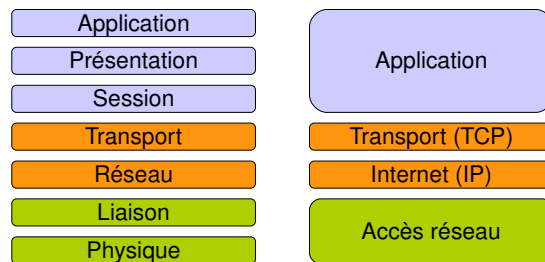 Application
Présentation
Session
Transport
Réseau
Liaison
Physique
Application
Transport (TCP)
Internet (IP)
Accès réseau